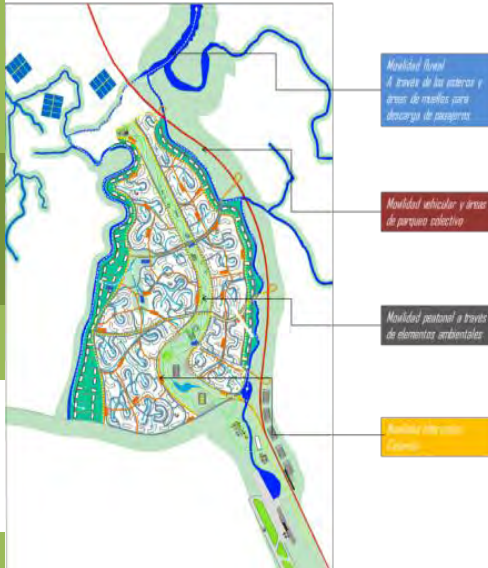 Movilidad fluvial
A través de los esteros y
áreas de muelles para
descarga de pasajeros
Movilidad vehicular y áreas
de parqueo colectivo
Movilidad peatonal a través
de elementos ambientales
Movilidad